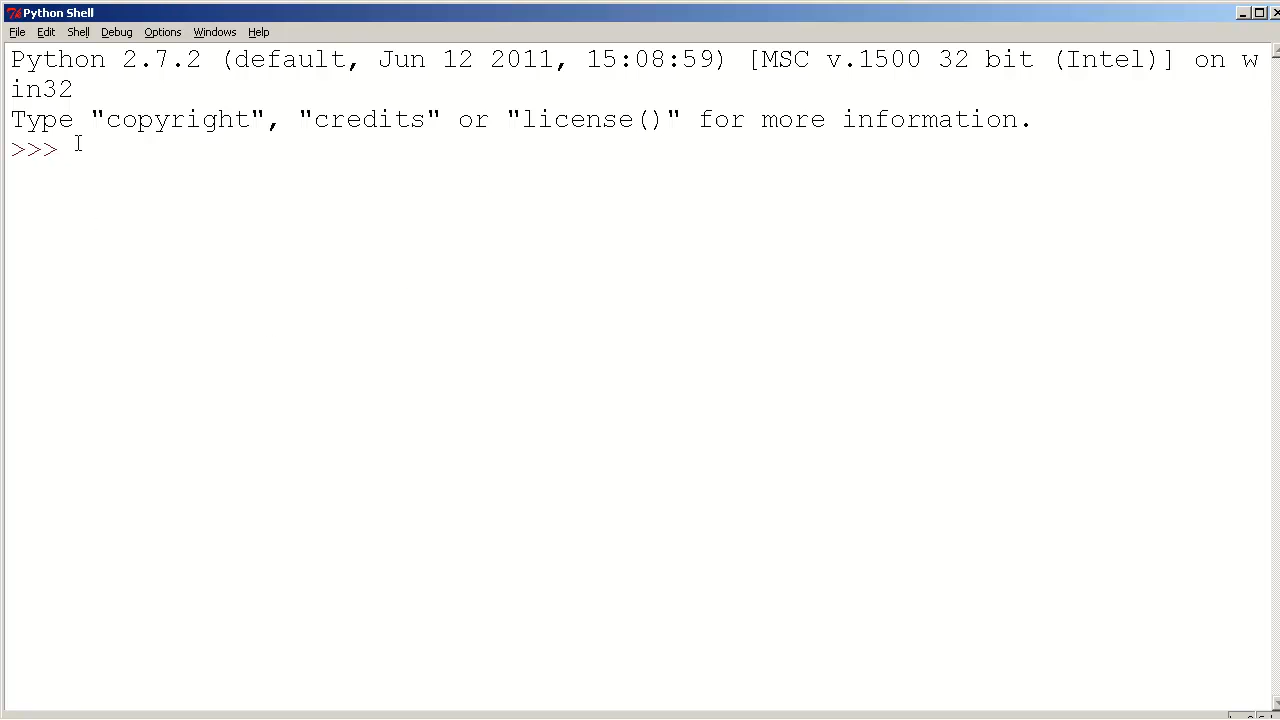 Python Shell
File Edit Shell Debug Options Windows Help
Python 2.7.2 (default, Jun 12 2011, 15:08:59) [MSC v.1500 32 bit (Intel)] on w
in32
Type "copyright", "credits" or "license()" for more information.
>>>